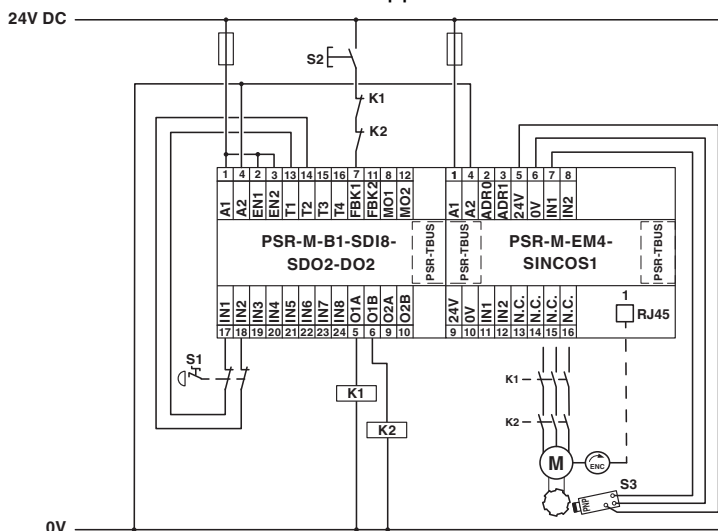 24V DC
S2
K1
K2
1 4 2 3 13 14 15 16 7 11 8 12
A1 A2 EN1 EN2 T1 T2 T3 T4 FBK1 FBK2 MO1 MO2
1 4 2 3 5 6 7 8
A1 A2 ADR0 ADR1 24V 0V IN1 IN2
PSR-M-B1-SDI8-
SDO2-DO2
PSR-TBUS
PSR-TBUS
PSR-M-EM4-
SINCOS1
PSR-TBUS
IN1 IN2 IN3 IN4 IN5 IN6 IN7 IN8 O1A O1B O2A O2B
17 18 19 20 21 22 23 24 5 6 9 10
24V 0V IN1 IN2 N.C. N.C. N.C. N.C.
9 10 11 12 13 14 15 16
1
RJ45
S1
K1
K2
K1
K2
M
ENC
S3
PNP
0V